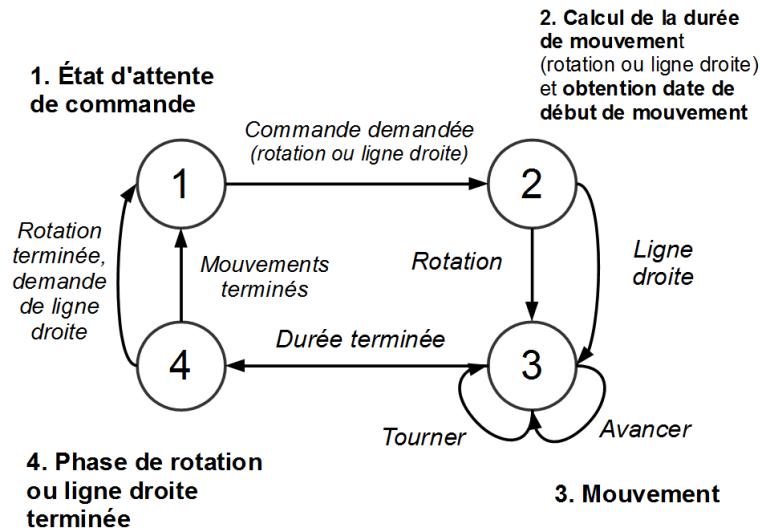 2. Calcul de la durée
de mouvement
(rotation ou ligne droite)
et obtention date de
début de mouvement
1. État d'attente
de commande
Commande demandée
(rotation ou ligne droite)
1
2
Rotation
terminée,
demande
de ligne
droite
Mouvements
terminés
Rotation
Ligne
droite
4
Durée terminée
3
Tourner
Avancer
4. Phase de rotation
ou ligne droite
terminée
3. Mouvement